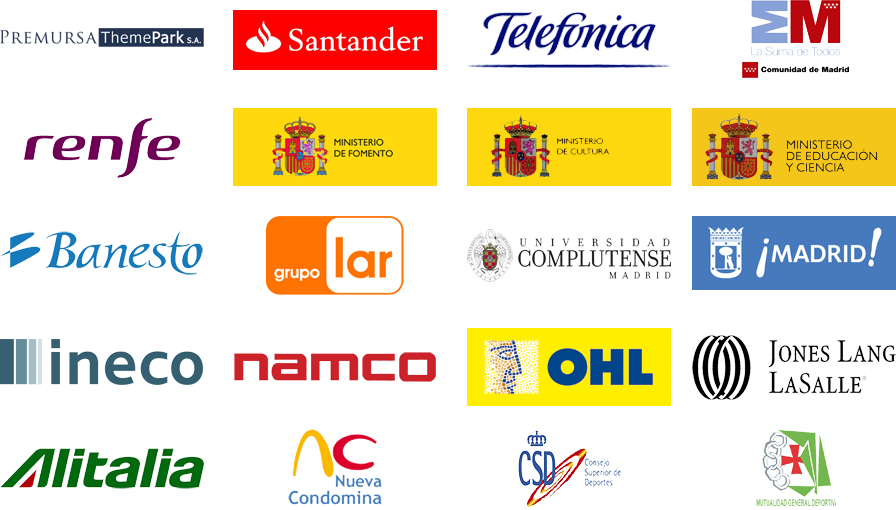 PREMURSA ThemePark S.A.
Santander
Telefónica
M
La Suma de Todos
Comunidad de Madrid
renfe
MINISTERIO
DE FOMENTO
MINISTERIO
DE CULTURA
MINISTERIO
DE EDUCACIÓN
Y CIENCIA
Banesto
grupo lar
UNIVERSIDAD
COMPLUTENSE
MADRID
¡MADRID!
ineco
namco
OHL
JONES LANG
LASALLE®
Alitalia
Nueva
Condomina
CSD
Consejo
Superior de
Deportes
MUTUALIDAD GENERAL DEPORTIV